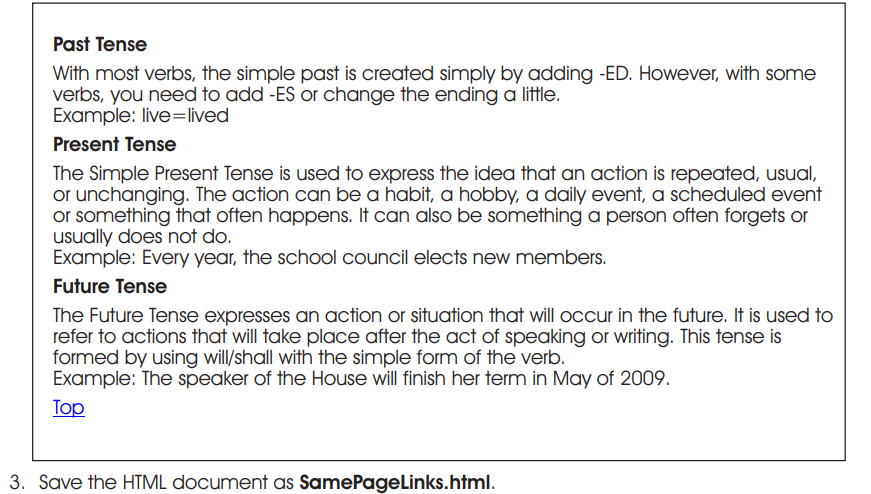 Past Tense
With most verbs, the simple past is created simply by adding -ED. However, with some
verbs, you need to add -ES or change the ending a little.
Example: live=lived
Present Tense
The Simple Present Tense is used to express the idea that an action is repeated, usual,
or unchanging. The action can be a habit, a hobby, a daily event, a scheduled event
or something that often happens. It can also be something a person often forgets or
usually does not do.
Example: Every year, the school council elects new members.
Future Tense
The Future Tense expresses an action or situation that will occur in the future. It is used to
refer to actions that will take place after the act of speaking or writing. This tense is
formed by using will/shall with the simple form of the verb.
Example: The speaker of the House will finish her term in May of 2009.
Top
3. Save the HTML document as SamePageLinks.html.